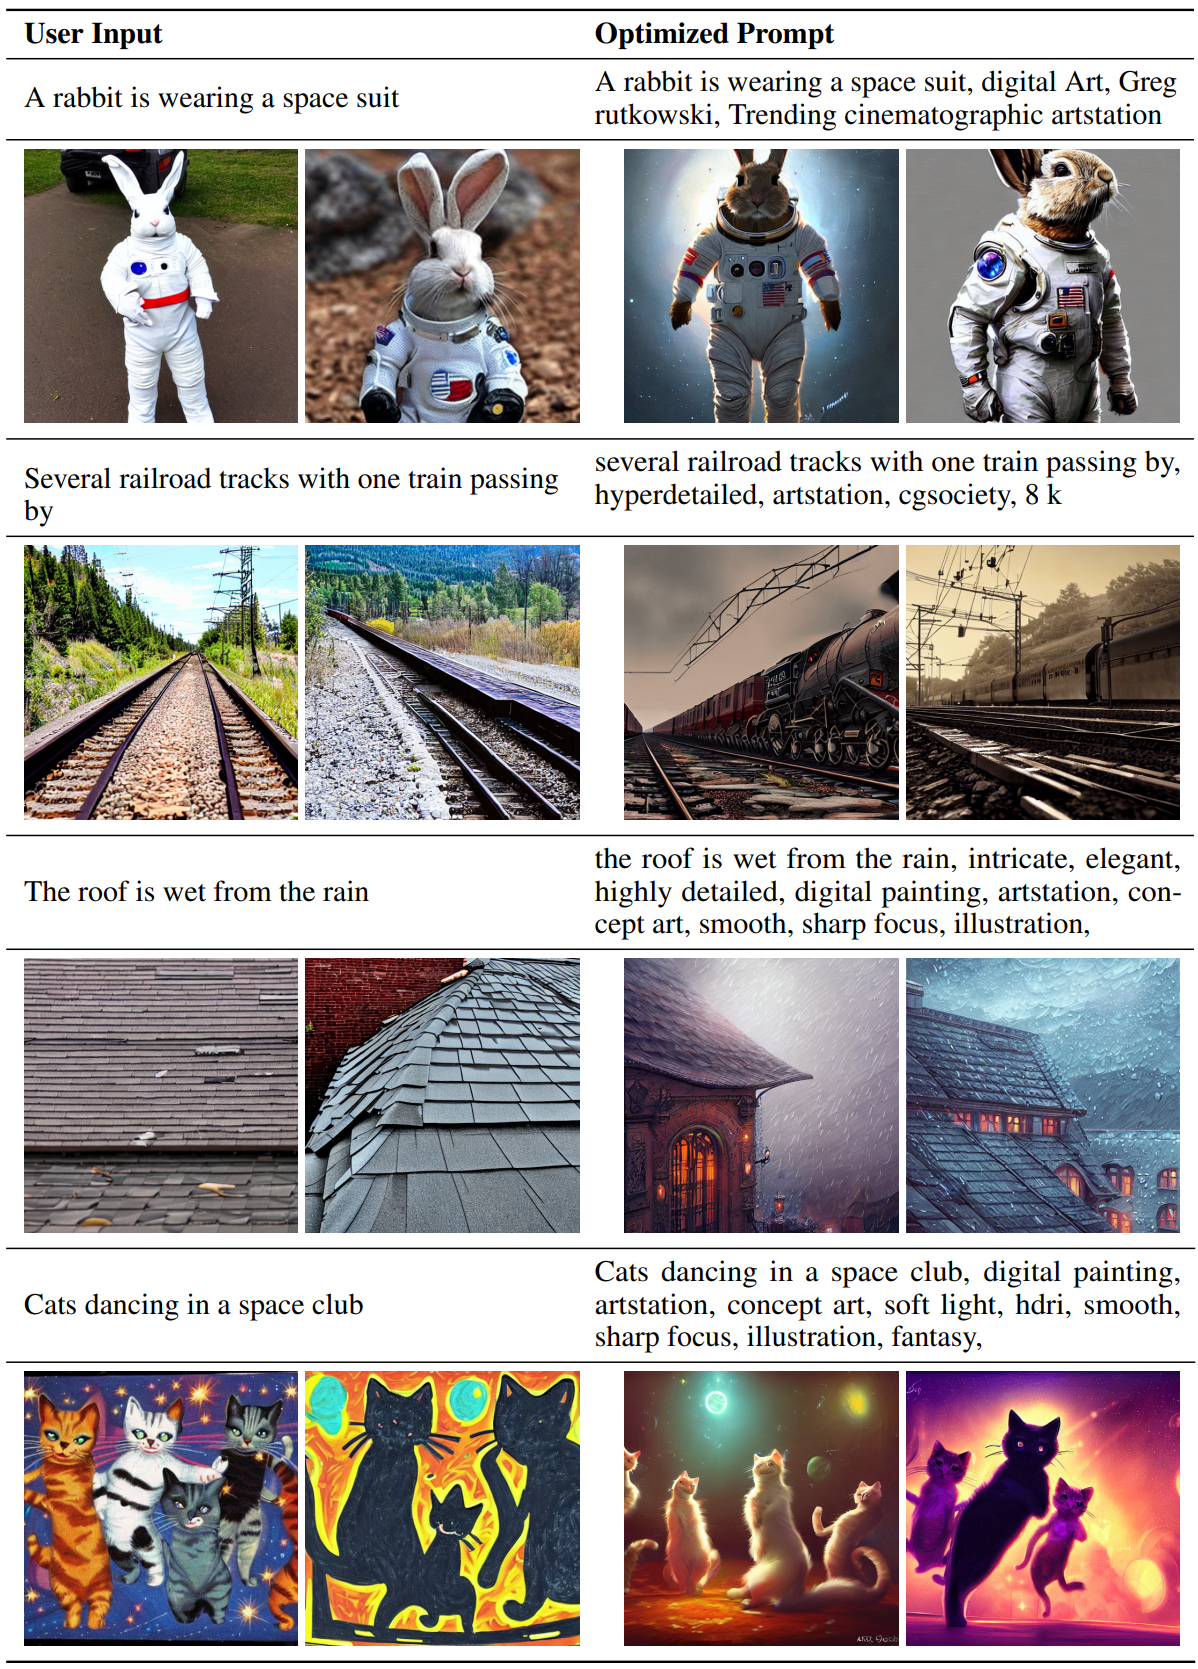 User Input
Optimized Prompt
A rabbit is wearing a space suit
A rabbit is wearing a space suit, digital Art, Greg
rutkowski, Trending cinematographic artstation
Several railroad tracks with one train passing
by
several railroad tracks with one train passing by,
hyperdetailed, artstation, cgsociety, 8 k
The roof is wet from the rain
the roof is wet from the rain, intricate, elegant,
highly detailed, digital painting, artstation, con-
cept art, smooth, sharp focus, illustration,
Cats dancing in a space club
Cats dancing in a space club, digital painting,
artstation, concept art, soft light, hdri, smooth,
sharp focus, illustration, fantasy,